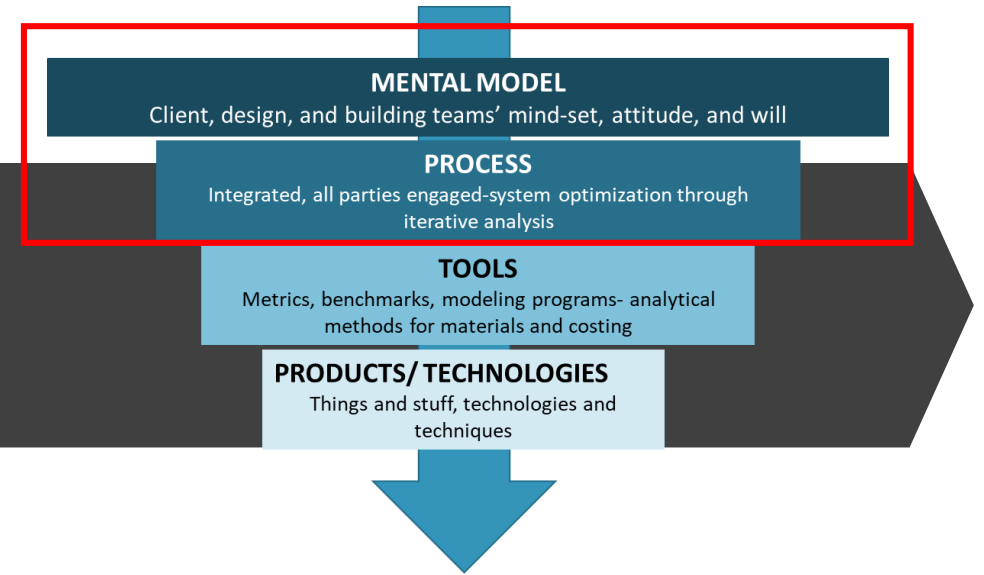 MENTAL MODEL
Client, design, and building teams’ mind-set, attitude, and will
PROCESS
Integrated, all parties engaged-system optimization through
iterative analysis
TOOLS
Metrics, benchmarks, modeling programs- analytical
methods for materials and costing
PRODUCTS/ TECHNOLOGIES
Things and stuff, technologies and
techniques